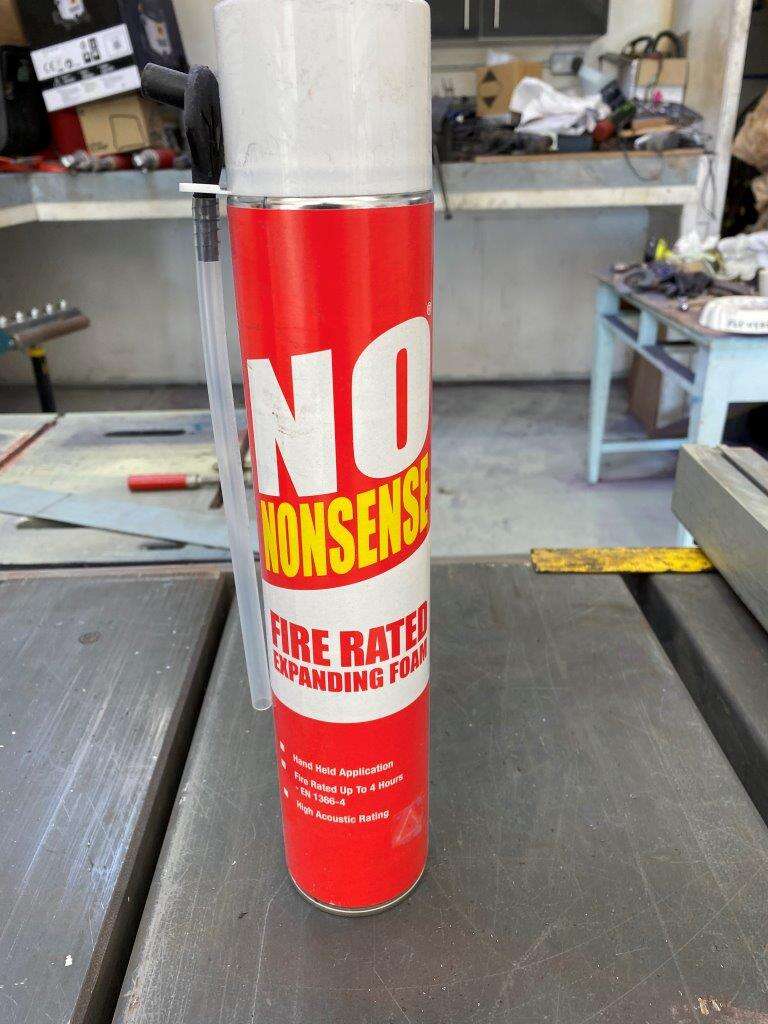 NO
NONSENSE
FIRE RATED
EXPANDING FOAM
Hand Held Application
Fire Rated Up To 4 Hours
- EN 1366-4
High Acoustic Rating